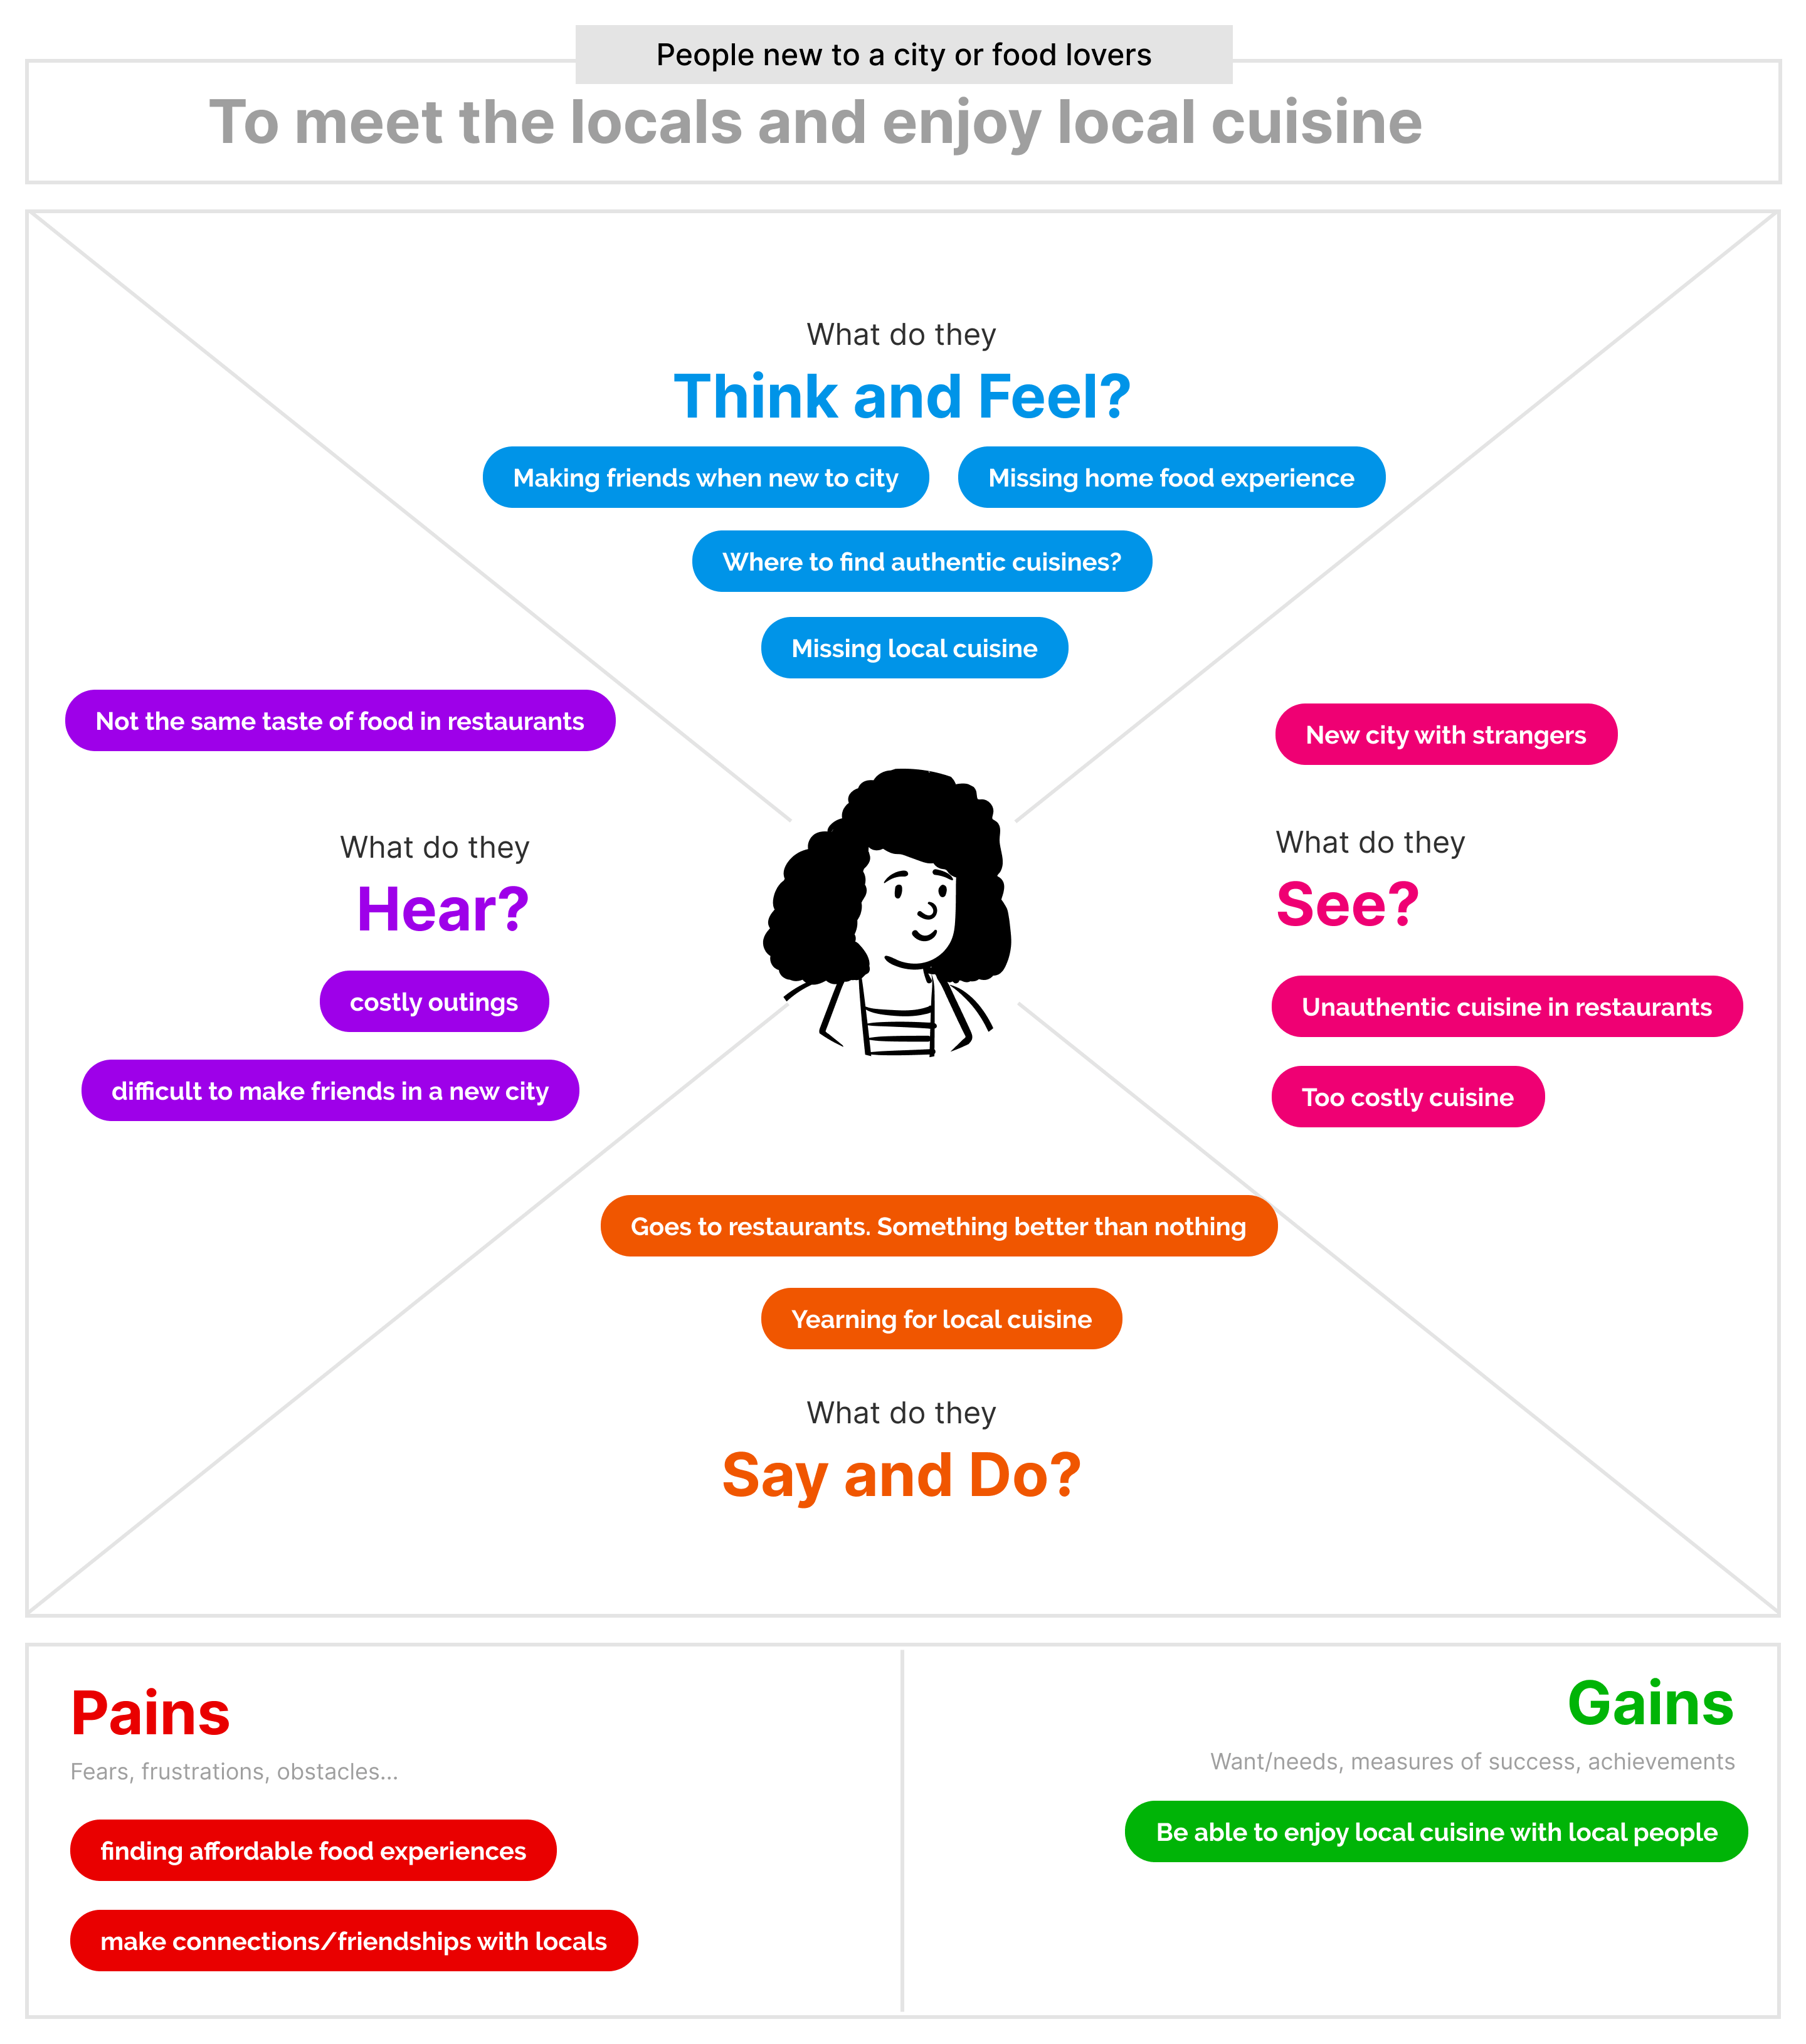 People new to a city or food lovers
To meet the locals and enjoy local cuisine
What do they
Think and Feel?
Making friends when new to city
Missing home food experience
Where to find authentic cuisines?
Missing local cuisine
Not the same taste of food in restaurants
What do they
Hear?
costly outings
difficult to make friends in a new city
New city with strangers
What do they
See?
Unauthentic cuisine in restaurants
Too costly cuisine
Goes to restaurants. Something better than nothing
Yearning for local cuisine
What do they
Say and Do?
Pains
Fears, frustrations, obstacles...
finding affordable food experiences
make connections/friendships with locals
Gains
Want/needs, measures of success, achievements
Be able to enjoy local cuisine with local people